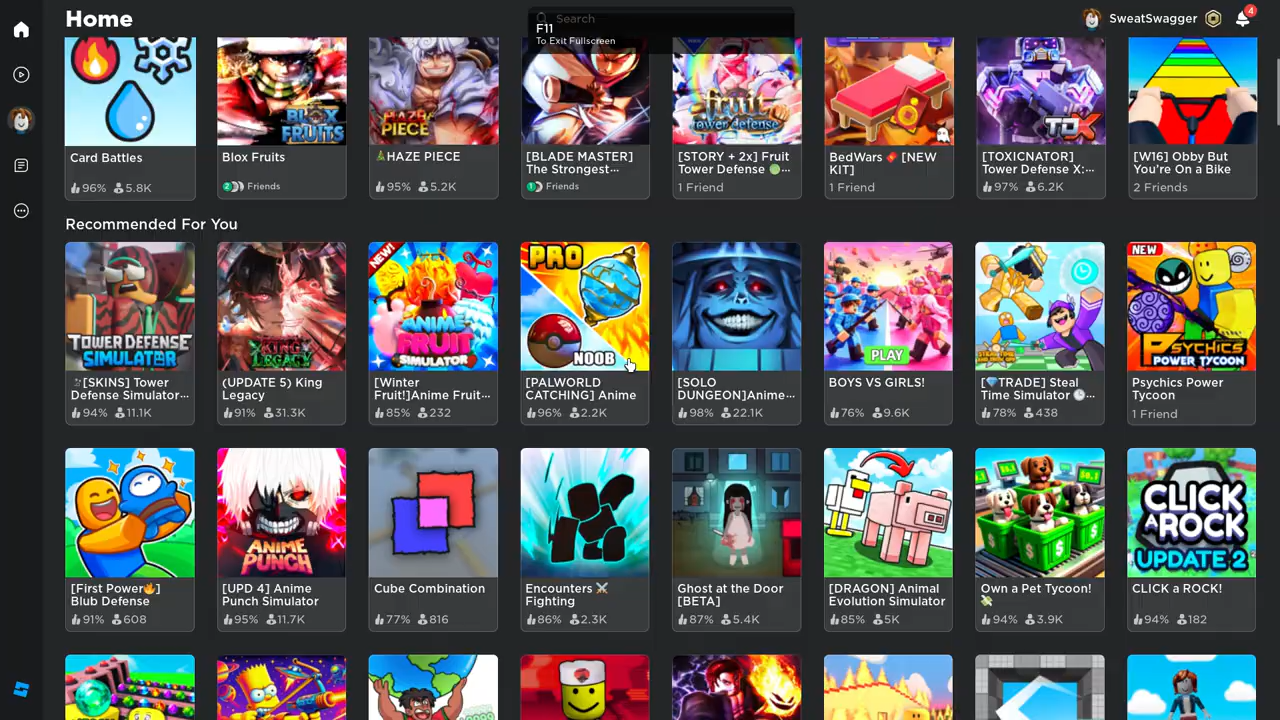 Home
Search
F11
To Exit Fullscreen
SweatSwagger
4
BLOX
FRUITS
HAZE
PIECE
fruit
tower defense
TDX
Card Battles
96% 5.8K
Blox Fruits
2 Friends
🎄HAZE PIECE
95% 5.2K
[BLADE MASTER]
The Strongest…
1 Friends
[STORY + 2x] Fruit
Tower Defense 🟢…
1 Friend
BedWars 🧨 [NEW
KIT]
1 Friend
[TOXICNATOR]
Tower Defense X:…
97% 6.2K
[W16] Obby But
You're On a Bike
2 Friends
Recommended For You
TOWER DEFENSE
SIMULATOR
KING
LEGACY
NEW!
ANIME
FRUIT
SIMULATOR
PRO
NOOB
PLAY
STEAL TIME
NEW
PSYCHICS
POWER TYCOON
[SKINS] Tower
Defense Simulator…
94% 11.1K
(UPDATE 5) King
Legacy
91% 31.3K
[Winter
Fruit!]Anime Fruit…
85% 232
[PALWORLD
CATCHING] Anime
96% 2.2K
[SOLO
DUNGEON]Anime…
98% 22.1K
BOYS VS GIRLS!
76% 9.6K
[💎TRADE] Steal
Time Simulator 🕒…
78% 438
Psychics Power
Tycoon
1 Friend
ANIME
PUNCH
CLICK
A
ROCK
UPDATE 2
[First Power🔥]
Blub Defense
91% 608
[UPD 4] Anime
Punch Simulator
95% 11.7K
Cube Combination
77% 816
Encounters ⚔️
Fighting
86% 2.3K
Ghost at the Door
[BETA]
87% 5.4K
[DRAGON] Animal
Evolution Simulator
85% 5K
Own a Pet Tycoon!
💸
94% 3.9K
CLICK a ROCK!
94% 182